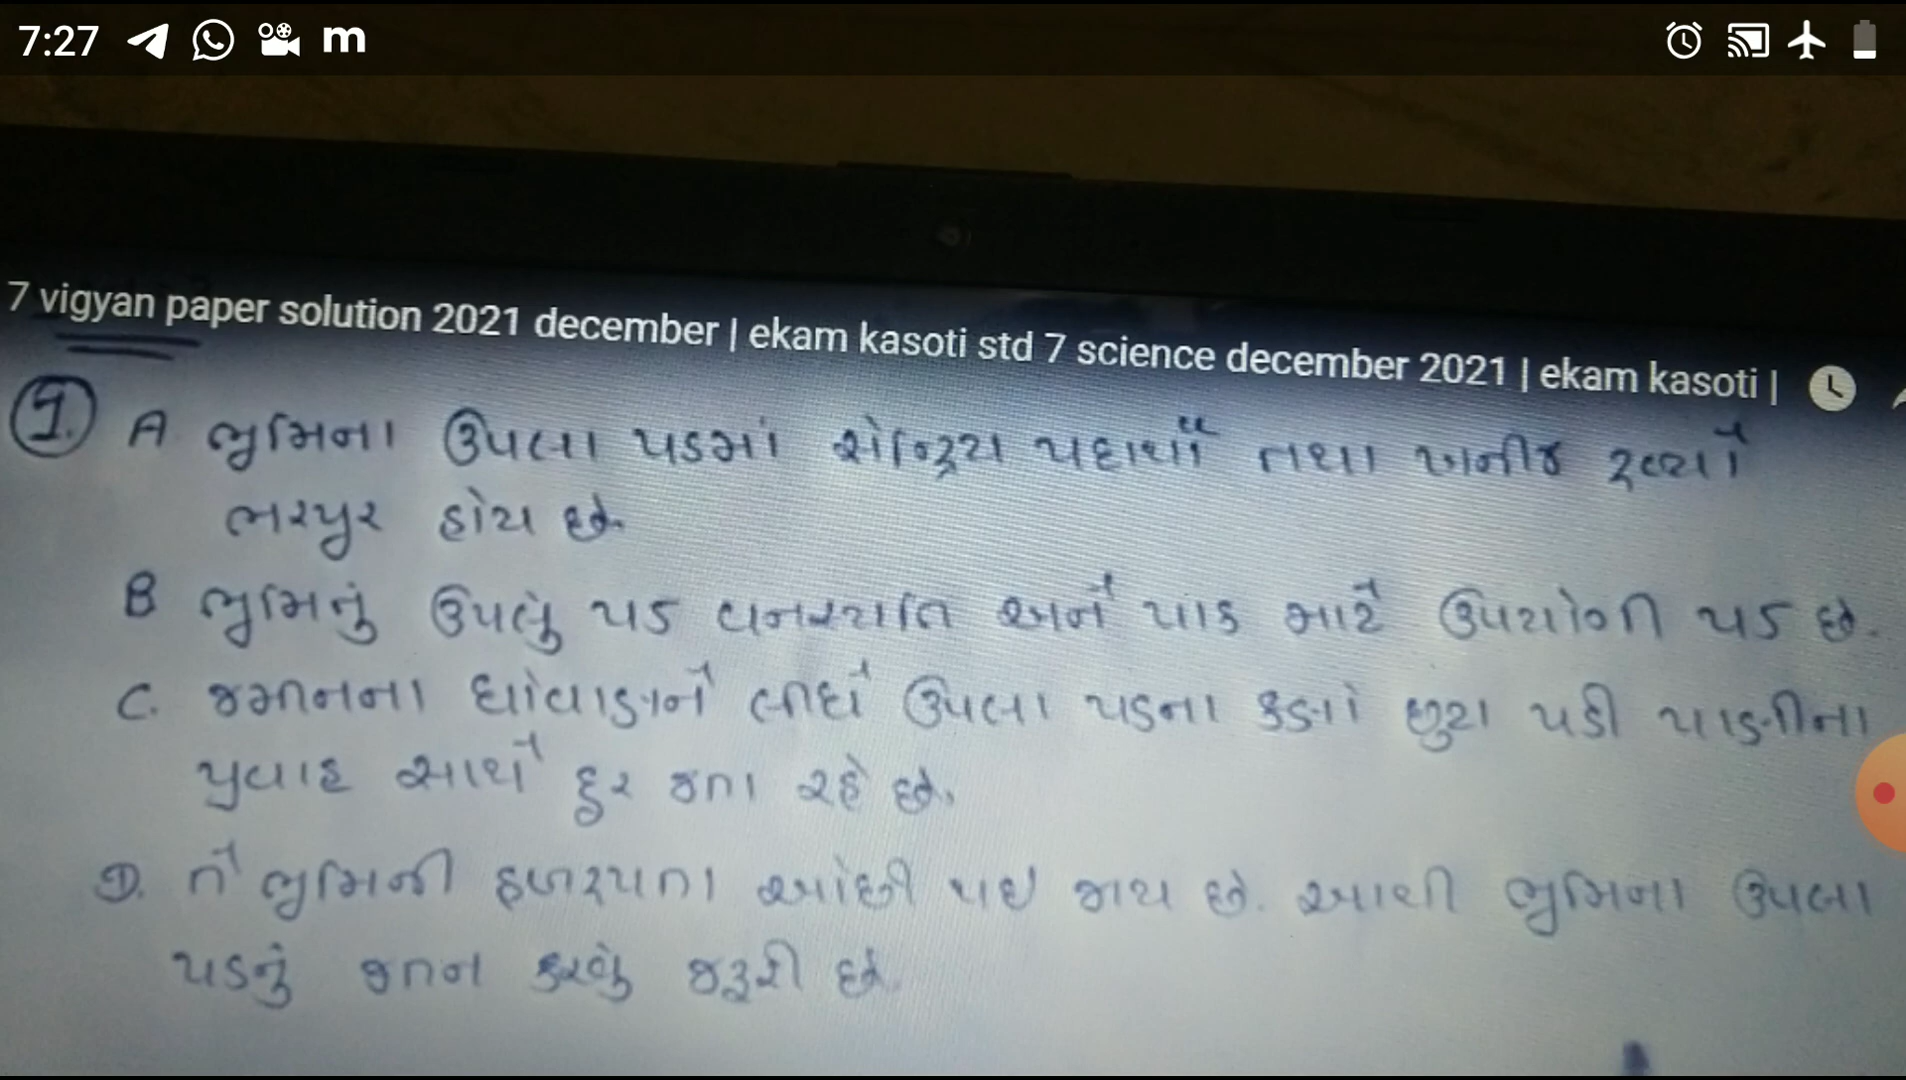 7:27 m
7 vigyan paper solution 2021 december | ekam kasoti std 7 science december 2021 | ekam kasoti |
1. A ભુમિના ઉપલા પડમાં સેન્દ્રિય પદાર્થો તથા ખનીજ દ્રવ્યો
ભરપુર હોય છે.
B ભુમિનું ઉપલું પડ વનસ્પતિ અને પાક માટે ઉપયોગી પડ છે.
C. જમીનના ધોવાણને લીધે ઉપલા પડના કણો છુટા પડી પાણીના
પ્રવાહ સાથે દુર જતા રહે છે.
D. તે ભુમિની ફળદ્રુપતા ઓછી થઈ જાય છે. આથી ભુમિના ઉપલા
પડનું જતન કરવું જરૂરી છે.